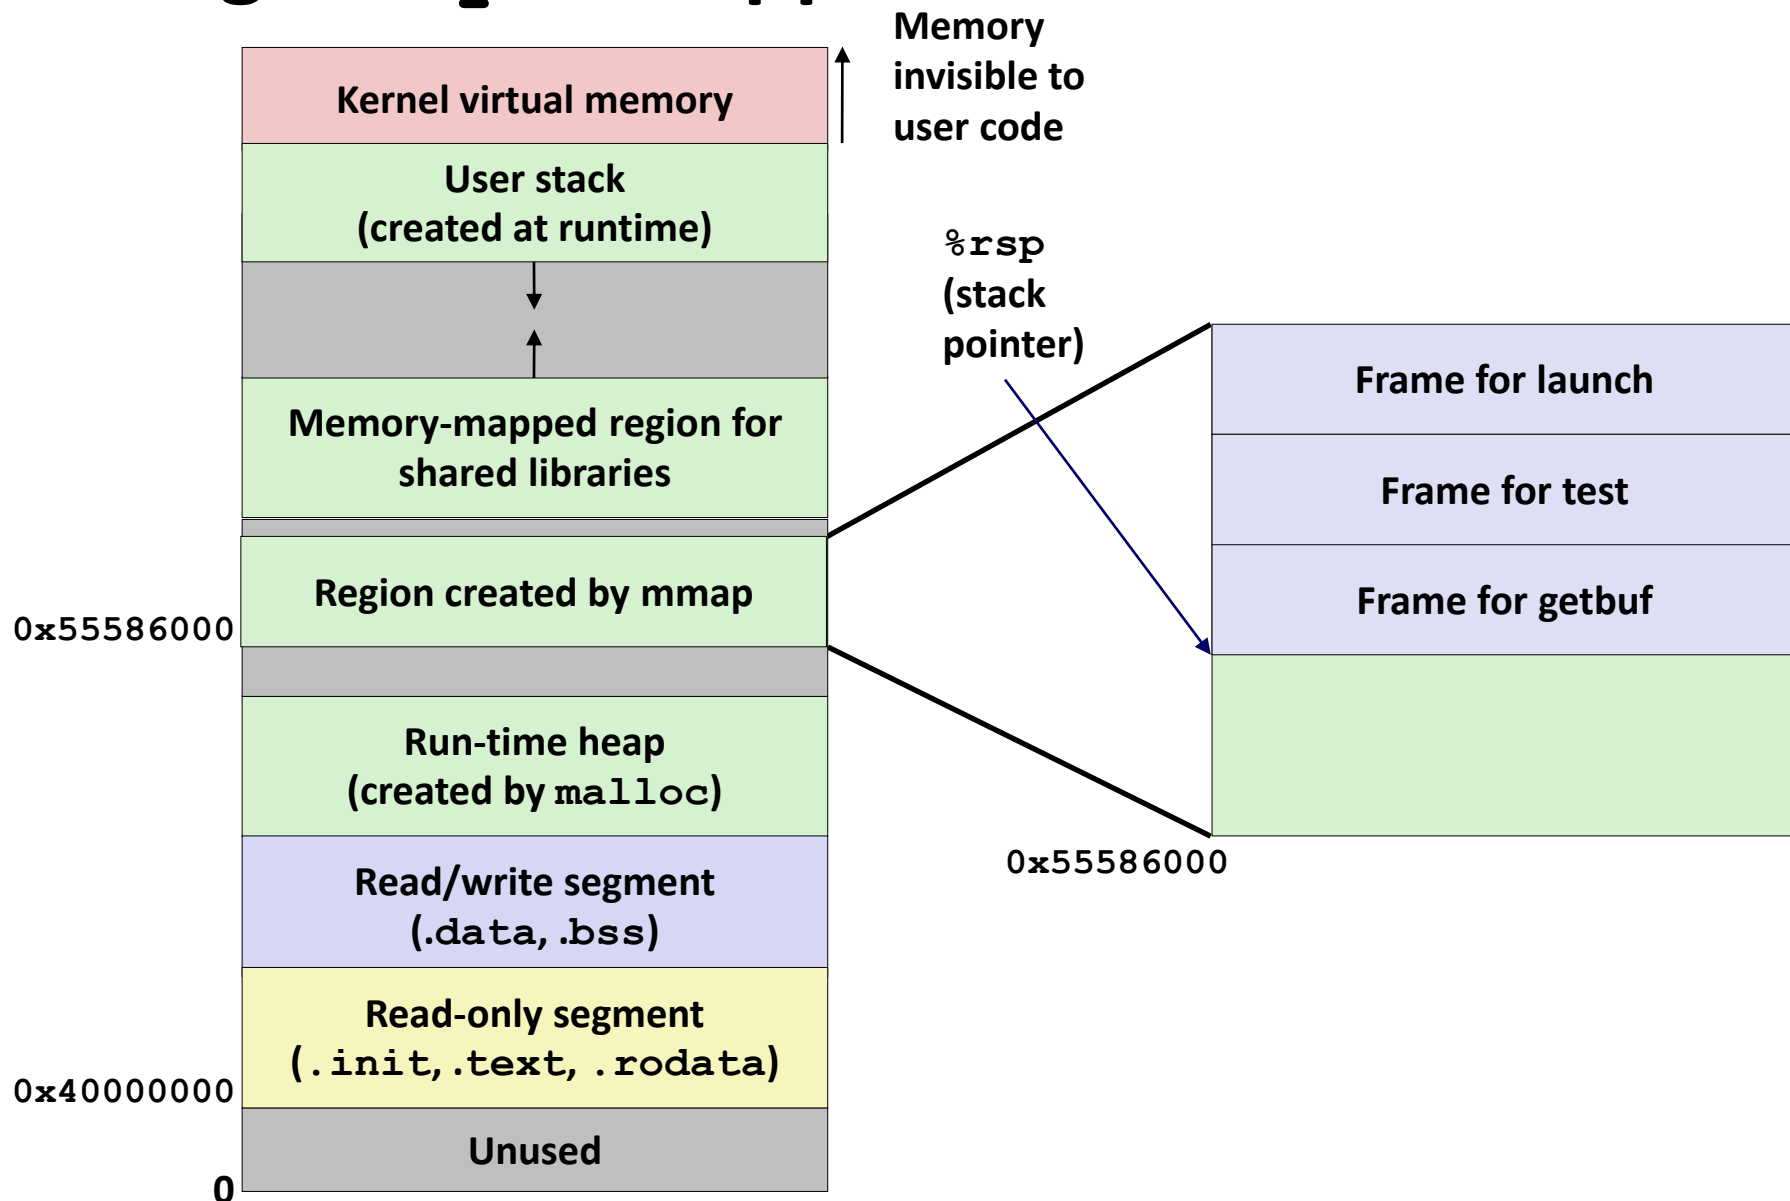 Memory
invisible to
user code
Kernel virtual memory
User stack
(created at runtime)
%rsp
(stack
pointer)
Memory-mapped region for
shared libraries
Region created by mmap
0x55586000
Run-time heap
(created by malloc)
Read/write segment
(.data, .bss)
Read-only segment
(.init, .text, .rodata)
0x40000000
Unused
0
Frame for launch
Frame for test
Frame for getbuf
0x55586000